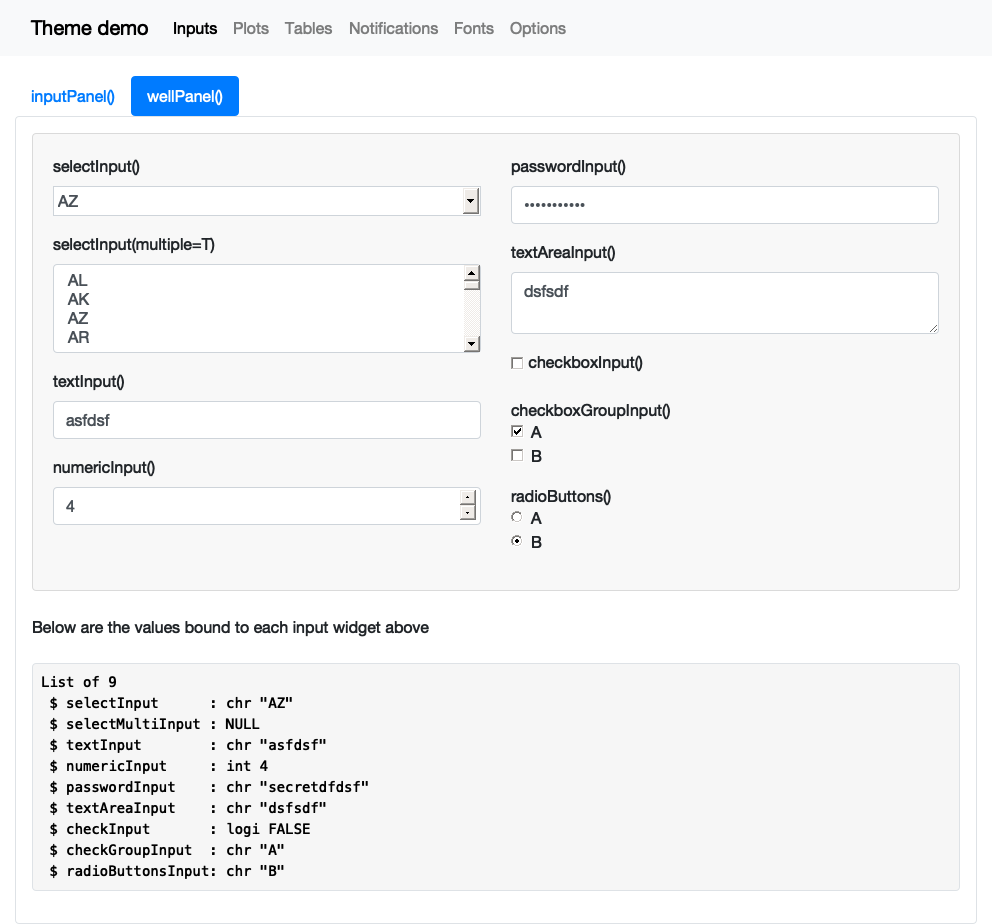 Theme demo Inputs Plots Tables Notifications Fonts Options
inputPanel() wellPanel()
selectInput()
AZ
selectInput(multiple=T)
AL
AK
AZ
AR
textInput()
asfdsf
numericInput()
4
passwordInput()
•••••••••••
textAreaInput()
dsfsdf
checkboxInput()
checkboxGroupInput()
A
B
radioButtons()
A
B
Below are the values bound to each input widget above
List of 9
$ selectInput : chr "AZ"
$ selectMultiInput : NULL
$ textInput : chr "asfdsf"
$ numericInput : int 4
$ passwordInput : chr "secretdfdsf"
$ textAreaInput : chr "dsfsdf"
$ checkInput : logi FALSE
$ checkGroupInput : chr "A"
$ radioButtonsInput: chr "B"